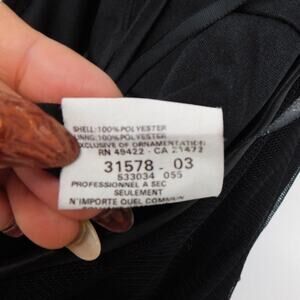 SHELL:100%POLYESTER
LINING:100%POLYESTER
EXCLUSIVE OF ORNAMENTATION
RN 49422 - CA 21472
31578 - 03
S33034 055
PROFESSIONNEL A SEC
SEULEMENT
N'IMPORTE QUEL COMMUN